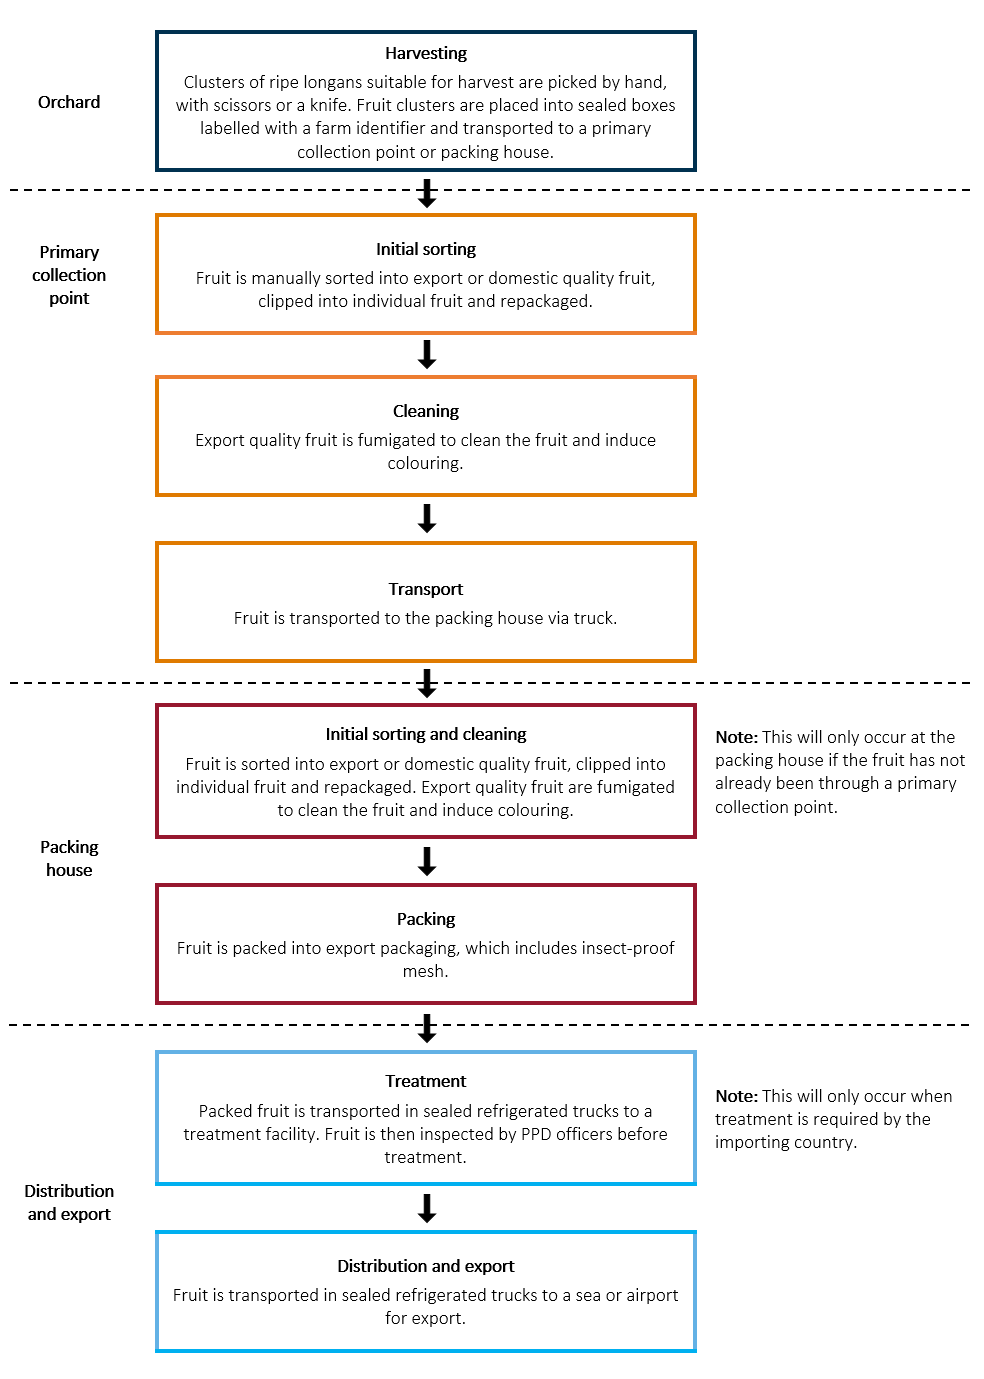 Orchard
Harvesting
Clusters of ripe longans suitable for harvest are picked by hand,
with scissors or a knife. Fruit clusters are placed into sealed boxes
labelled with a farm identifier and transported to a primary
collection point or packing house.
Primary
collection
point
Initial sorting
Fruit is manually sorted into export or domestic quality fruit,
clipped into individual fruit and repackaged.
Cleaning
Export quality fruit is fumigated to clean the fruit and induce
colouring.
Transport
Fruit is transported to the packing house via truck.
Packing
house
Initial sorting and cleaning
Fruit is sorted into export or domestic quality fruit, clipped into
individual fruit and repackaged. Export quality fruit are fumigated
to clean the fruit and induce colouring.
Note: This will only occur at the
packing house if the fruit has not
already been through a primary
collection point.
Packing
Fruit is packed into export packaging, which includes insect-proof
mesh.
Distribution
and export
Treatment
Packed fruit is transported in sealed refrigerated trucks to a
treatment facility. Fruit is then inspected by PPD officers before
treatment.
Note: This will only occur when
treatment is required by the
importing country.
Distribution and export
Fruit is transported in sealed refrigerated trucks to a sea or airport
for export.